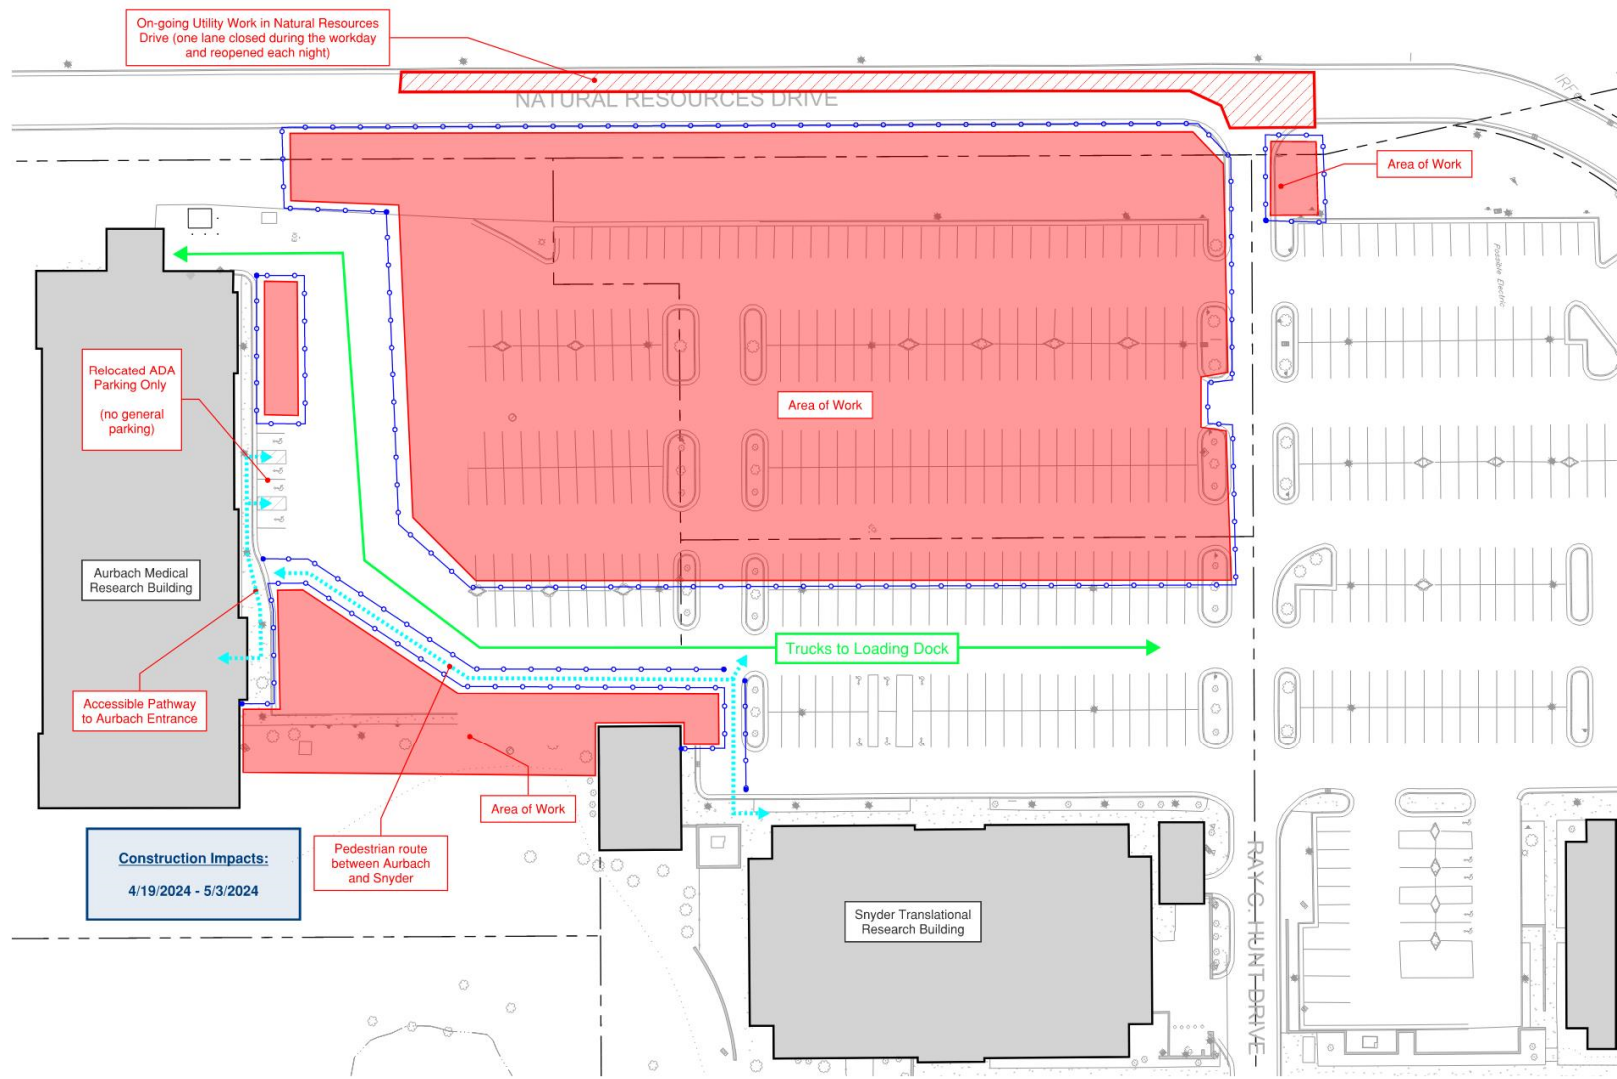 On-going Utility Work in Natural Resources
Drive (one lane closed during the workday
and reopened each night)
NATURAL RESOURCES DRIVE
Area of Work
Possible Electric
Relocated ADA
Parking Only
(no general
parking)
Area of Work
Aurbach Medical
Research Building
Trucks to Loading Dock
Accessible Pathway
to Aurbach Entrance
Area of Work
Pedestrian route
between Aurbach
and Snyder
Construction Impacts:
4/19/2024 - 5/3/2024
Snyder Translational
Research Building
RAY C. HUNT DRIVE